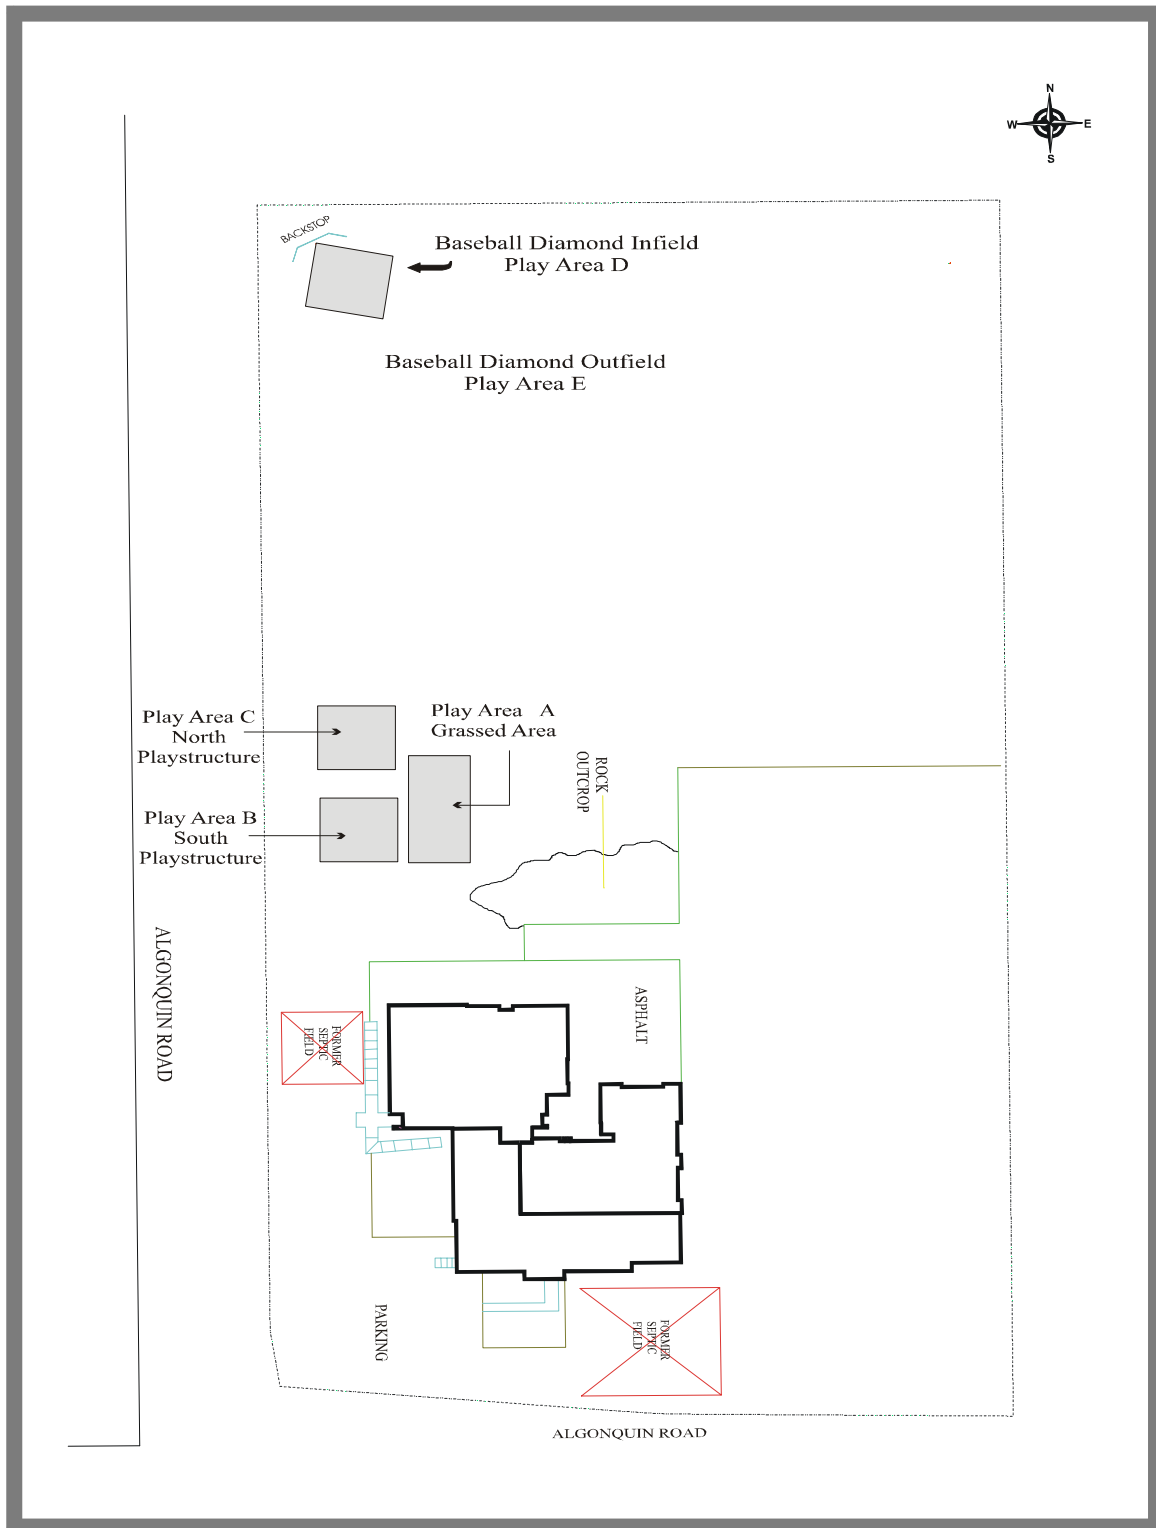 N
W
E
S
BACKSTOP
Baseball Diamond Infield
Play Area D
Baseball Diamond Outfield
Play Area E
Play Area C
North
Playstructure
Play Area A
Grassed Area
ROCK
OUTCROP
Play Area B
South
Playstructure
ALGONQUIN ROAD
ASPHALT
FORMER
SEPTIC
FIELD
PARKING
FORMER
SEPTIC
FIELD
ALGONQUIN ROAD